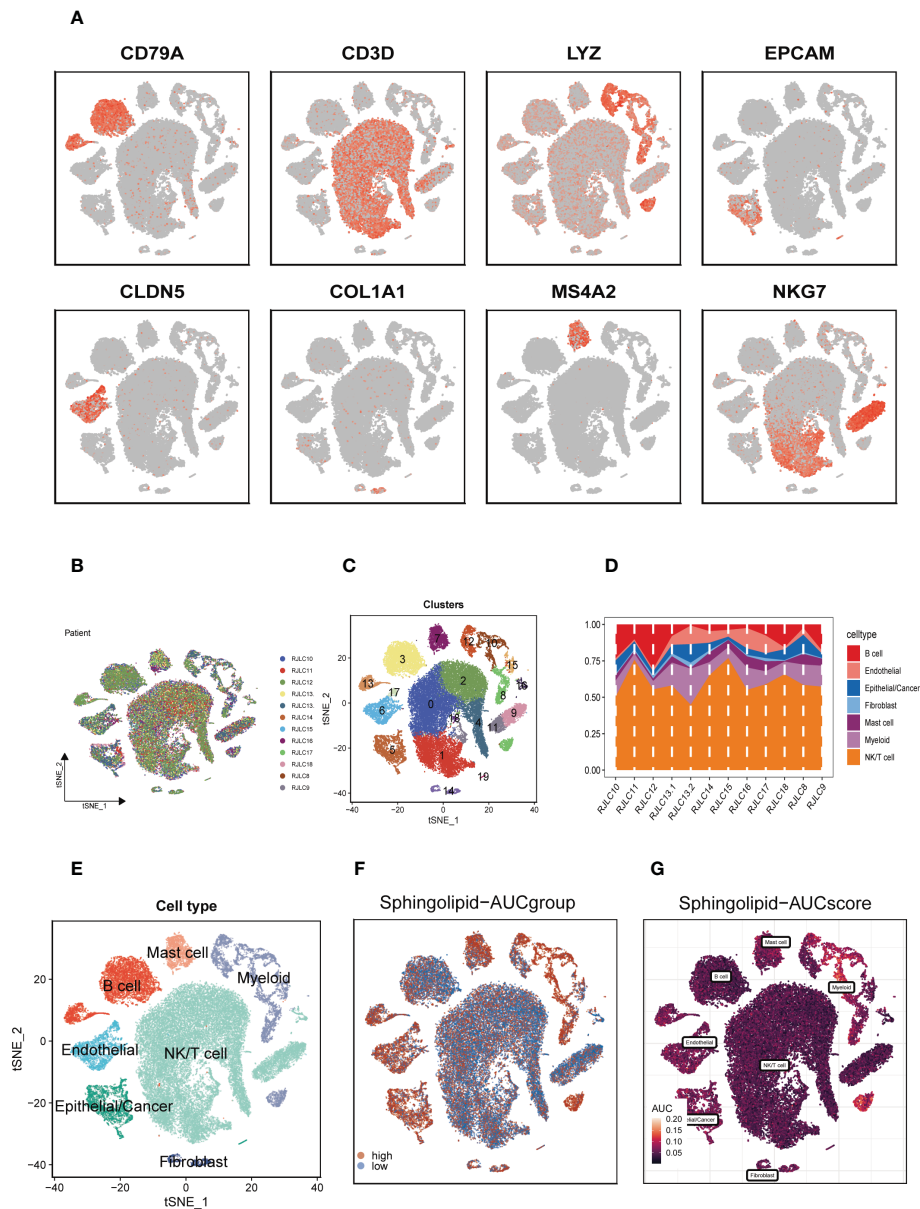 A
CD79A CD3D LYZ EPCAM
CLDN5 COL1A1 MS4A2 NKG7
B
Patient
tSNE_2
tSNE_1
RJLC10
RJLC11
RJLC12
RJLC13.
RJLC13.
RJLC14
RJLC15
RJLC16
RJLC17
RJLC18
RJLC8
RJLC9
C
Clusters
tSNE_2
20
0
−20
−40
−40 −20 0 20 40
tSNE_1
7
12
10
3
15
2
13
17
8
16
0
6
9
18
4
11
5
1
19
14
D
1.00
0.75
0.50
0.25
0.00
RJLC10
RJLC11
RJLC12
RJLC13.1
RJLC13.2
RJLC14
RJLC15
RJLC16
RJLC17
RJLC18
RJLC8
RJLC9
celltype
B cell
Endothelial
Epithelial/Cancer
Fibroblast
Mast cell
Myeloid
NK/T cell
E
Cell type
tSNE_2
20
0
−20
−40
−40 −20 0 20 40
tSNE_1
Mast cell
Myeloid
B cell
Endothelial
NK/T cell
Epithelial/Cancer
Fibroblast
F
Sphingolipid−AUCgroup
high
low
G
Sphingolipid−AUCscore
Mast cell
B cell
Myeloid
Endothelial
NK/T cell
elial/Cancer
Fibroblast
AUC
0.20
0.15
0.10
0.05